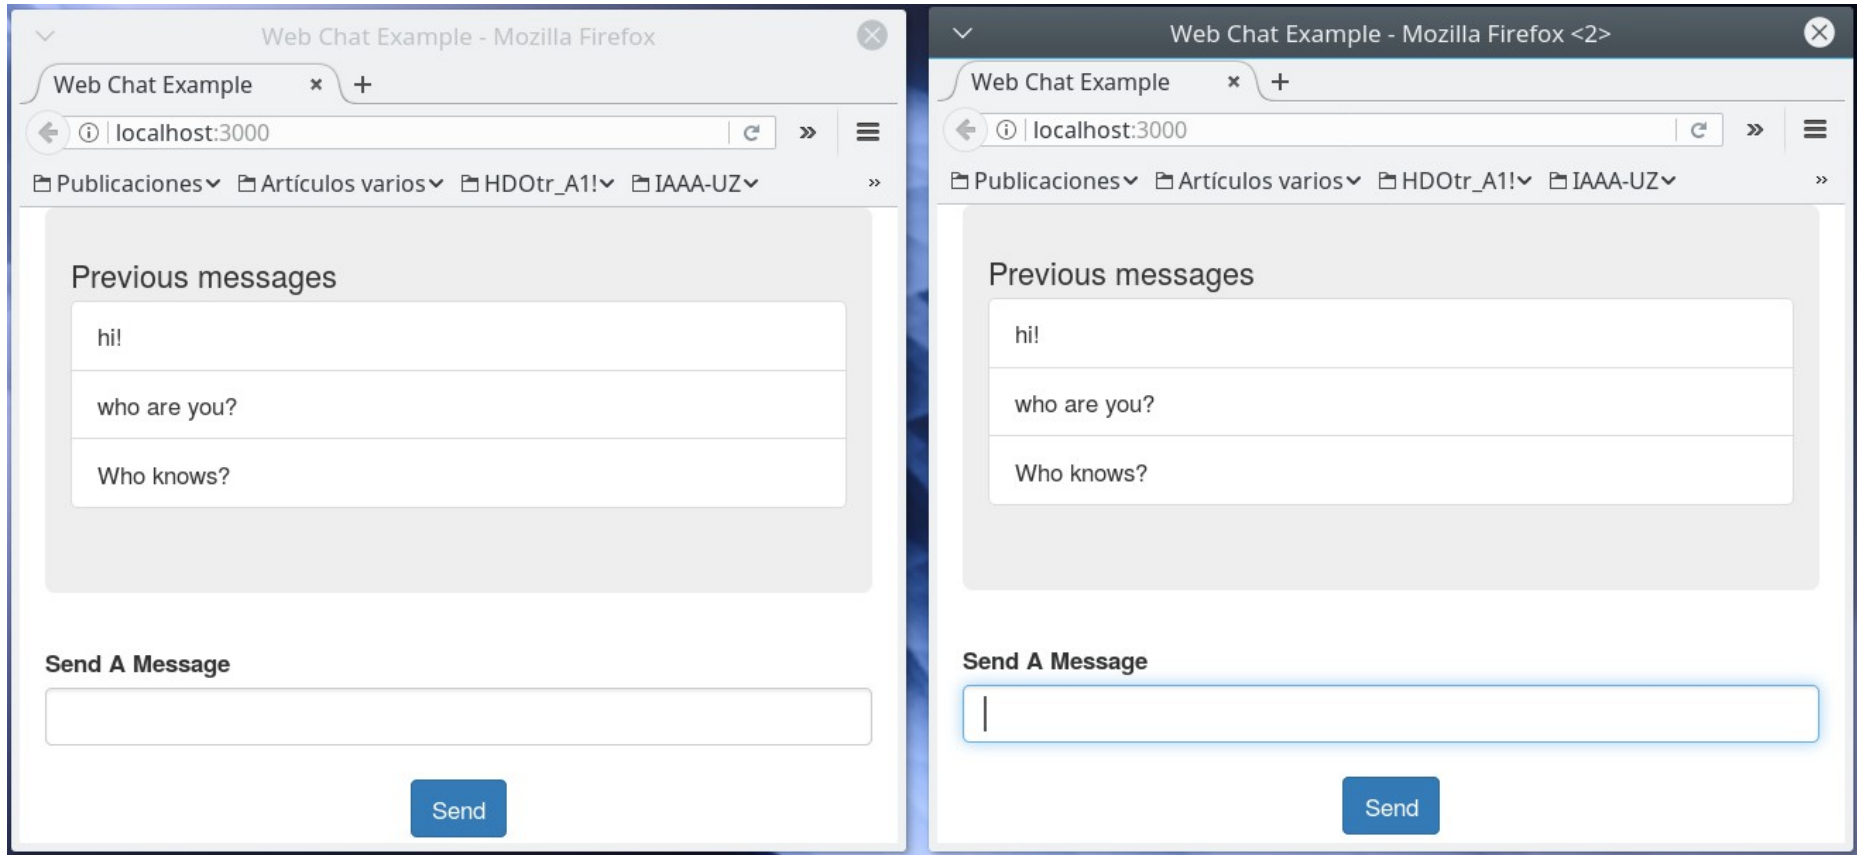 Web Chat Example - Mozilla Firefox
Web Chat Example
localhost:3000
Publicaciones Artículos varios HDOtr_A1! IAAA-UZ »
Previous messages
hi!
who are you?
Who knows?
Send A Message
Send
Web Chat Example - Mozilla Firefox <2>
Web Chat Example
localhost:3000
Publicaciones Artículos varios HDOtr_A1! IAAA-UZ »
Previous messages
hi!
who are you?
Who knows?
Send A Message
Send